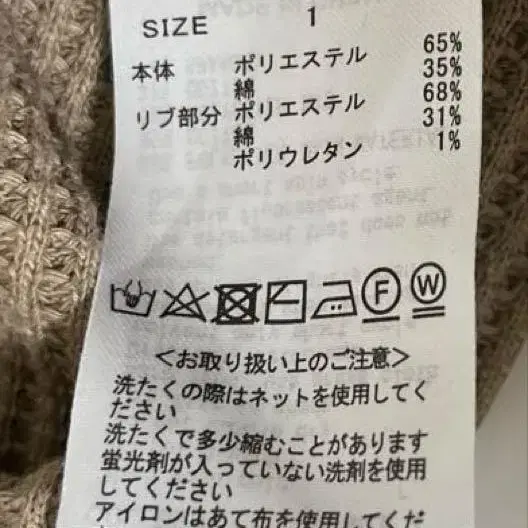 SIZE 1
本体 ポリエステル 65%
綿 35%
リブ部分 ポリエステル 68%
綿 31%
ポリウレタン 1%
F W
<お取り扱い上のご注意>
洗たくの際はネットを使用してく
ださい
洗たくで多少縮むことがあります
蛍光剤が入っていない洗剤を使用
してください
アイロンはあて布を使用してくだ